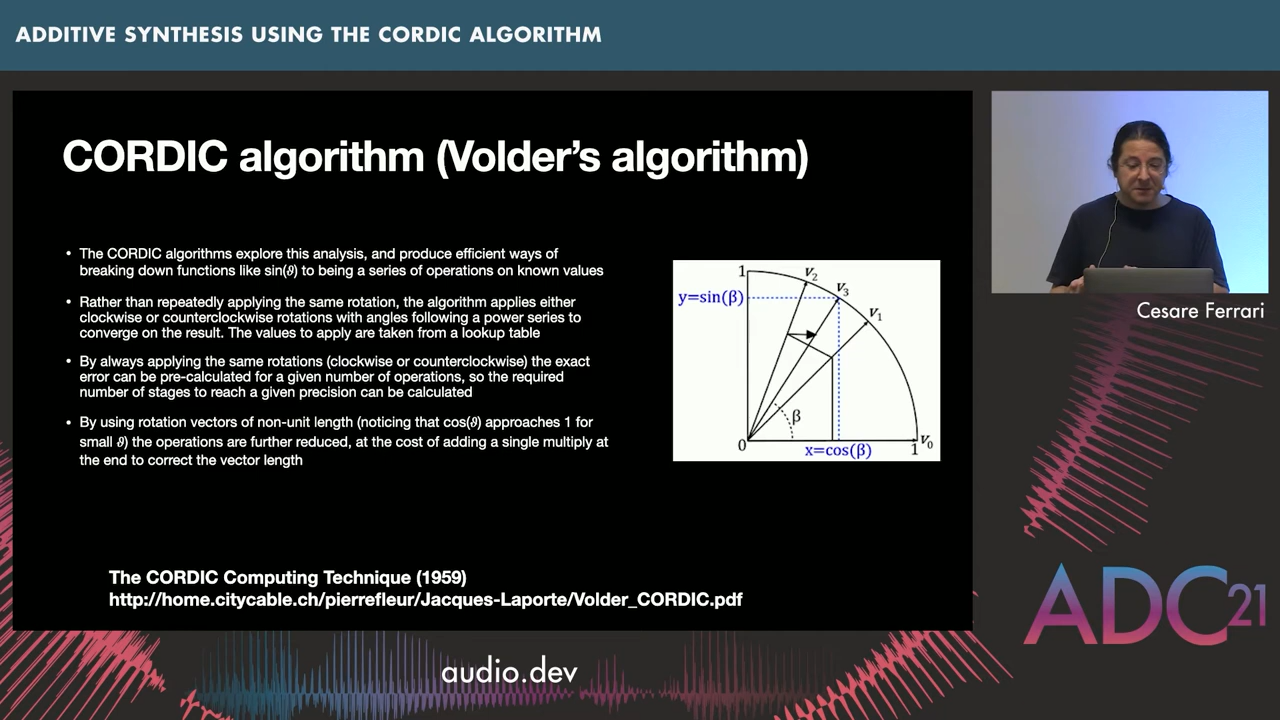 ADDITIVE SYNTHESIS USING THE CORDIC ALGORITHM
CORDIC algorithm (Volder's algorithm)
• The CORDIC algorithms explore this analysis, and produce efficient ways of
breaking down functions like sin(𝜗) to being a series of operations on known values
• Rather than repeatedly applying the same rotation, the algorithm applies either
clockwise or counterclockwise rotations with angles following a power series to
converge on the result. The values to apply are taken from a lookup table
• By always applying the same rotations (clockwise or counterclockwise) the exact
error can be pre-calculated for a given number of operations, so the required
number of stages to reach a given precision can be calculated
• By using rotation vectors of non-unit length (noticing that cos(𝜗) approaches 1 for
small 𝜗) the operations are further reduced, at the cost of adding a single multiply at
the end to correct the vector length
1
v2
v3
y=sin(β)
v1
β
0
x=cos(β)
1
v0
The CORDIC Computing Technique (1959)
http://home.citycable.ch/pierrefleur/Jacques-Laporte/Volder_CORDIC.pdf
Cesare Ferrari
ADC21
audio.dev